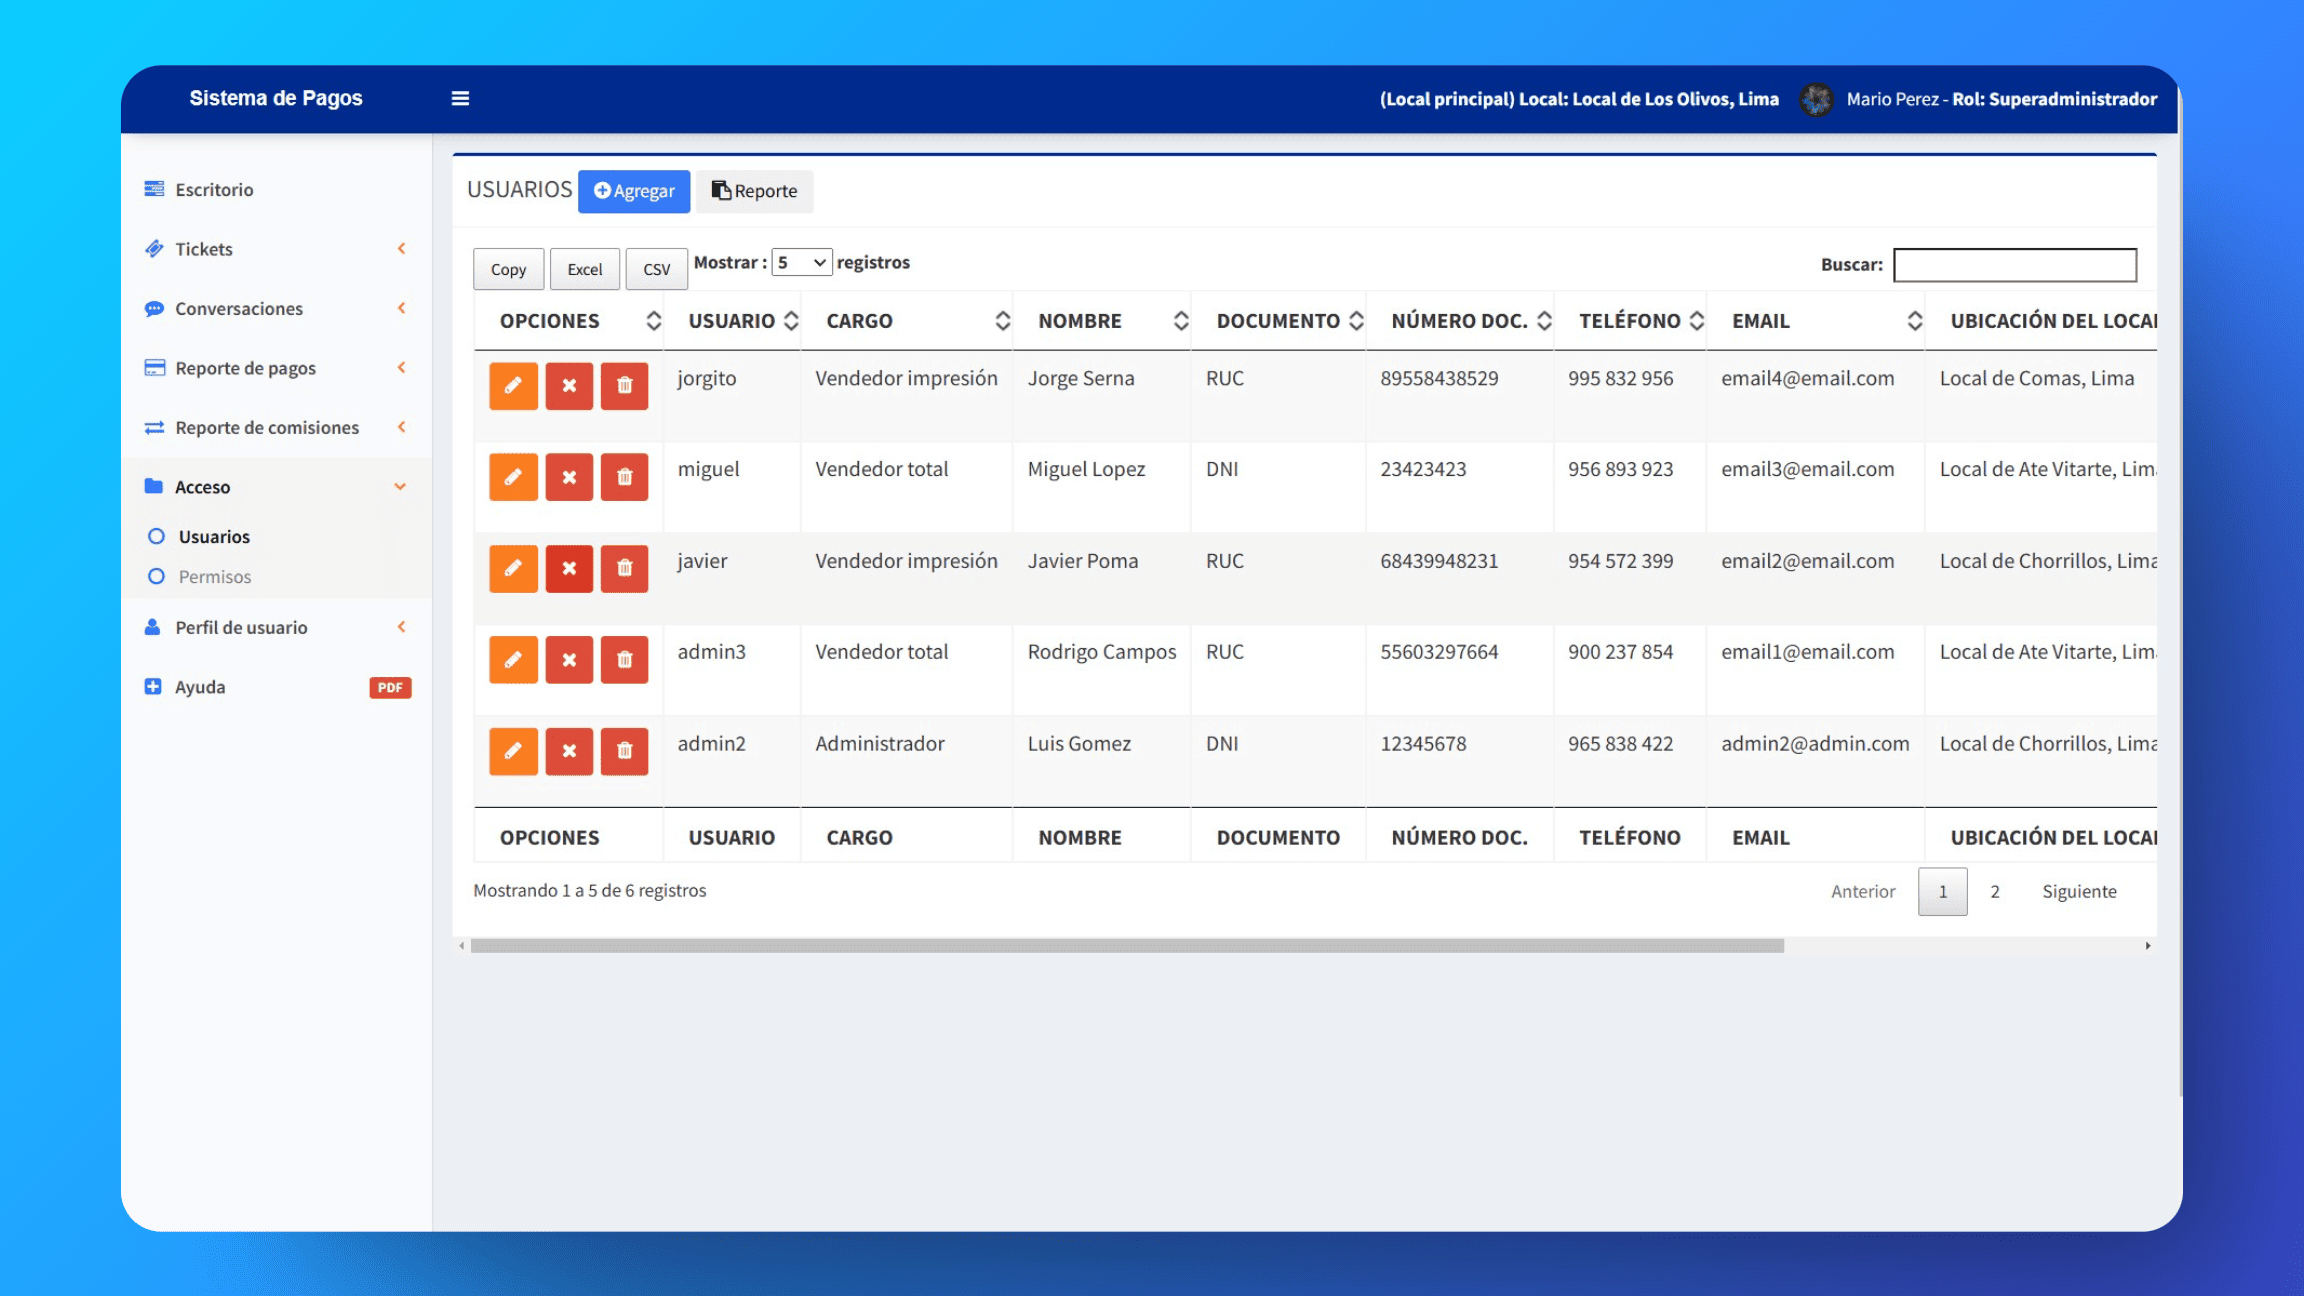 Sistema de Pagos
(Local principal) Local: Local de Los Olivos, Lima
Mario Perez - Rol: Superadministrador
Escritorio
Tickets
Conversaciones
Reporte de pagos
Reporte de comisiones
Acceso
Usuarios
Permisos
Perfil de usuario
Ayuda PDF
USUARIOS Agregar Reporte
Copy Excel CSV Mostrar : 5 registros Buscar:
OPCIONES USUARIO CARGO NOMBRE DOCUMENTO NÚMERO DOC. TELÉFONO EMAIL UBICACIÓN DEL LOCAL
jorgito Vendedor impresión Jorge Serna RUC 89558438529 995 832 956 email4@email.com Local de Comas, Lima
miguel Vendedor total Miguel Lopez DNI 23423423 956 893 923 email3@email.com Local de Ate Vitarte, Lima
javier Vendedor impresión Javier Poma RUC 68439948231 954 572 399 email2@email.com Local de Chorrillos, Lima
admin3 Vendedor total Rodrigo Campos RUC 55603297664 900 237 854 email1@email.com Local de Ate Vitarte, Lima
admin2 Administrador Luis Gomez DNI 12345678 965 838 422 admin2@admin.com Local de Chorrillos, Lima
OPCIONES USUARIO CARGO NOMBRE DOCUMENTO NÚMERO DOC. TELÉFONO EMAIL UBICACIÓN DEL LOCAL
Mostrando 1 a 5 de 6 registros
Anterior 1 2 Siguiente